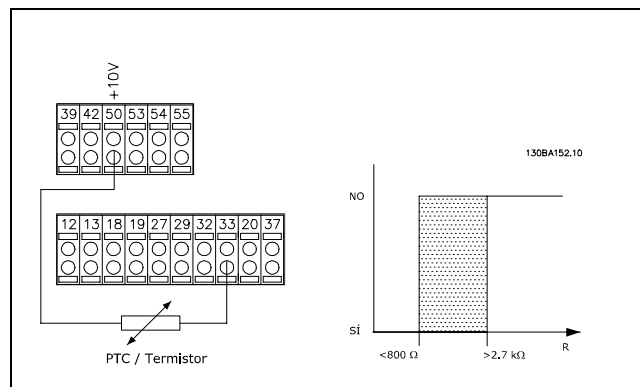 +10V
39 42 50 53 54 55
130BA152.10
NO
12 13 18 19 27 29 32 33 20 37
SÍ
R
<800 Ω >2.7 kΩ
PTC / Termistor